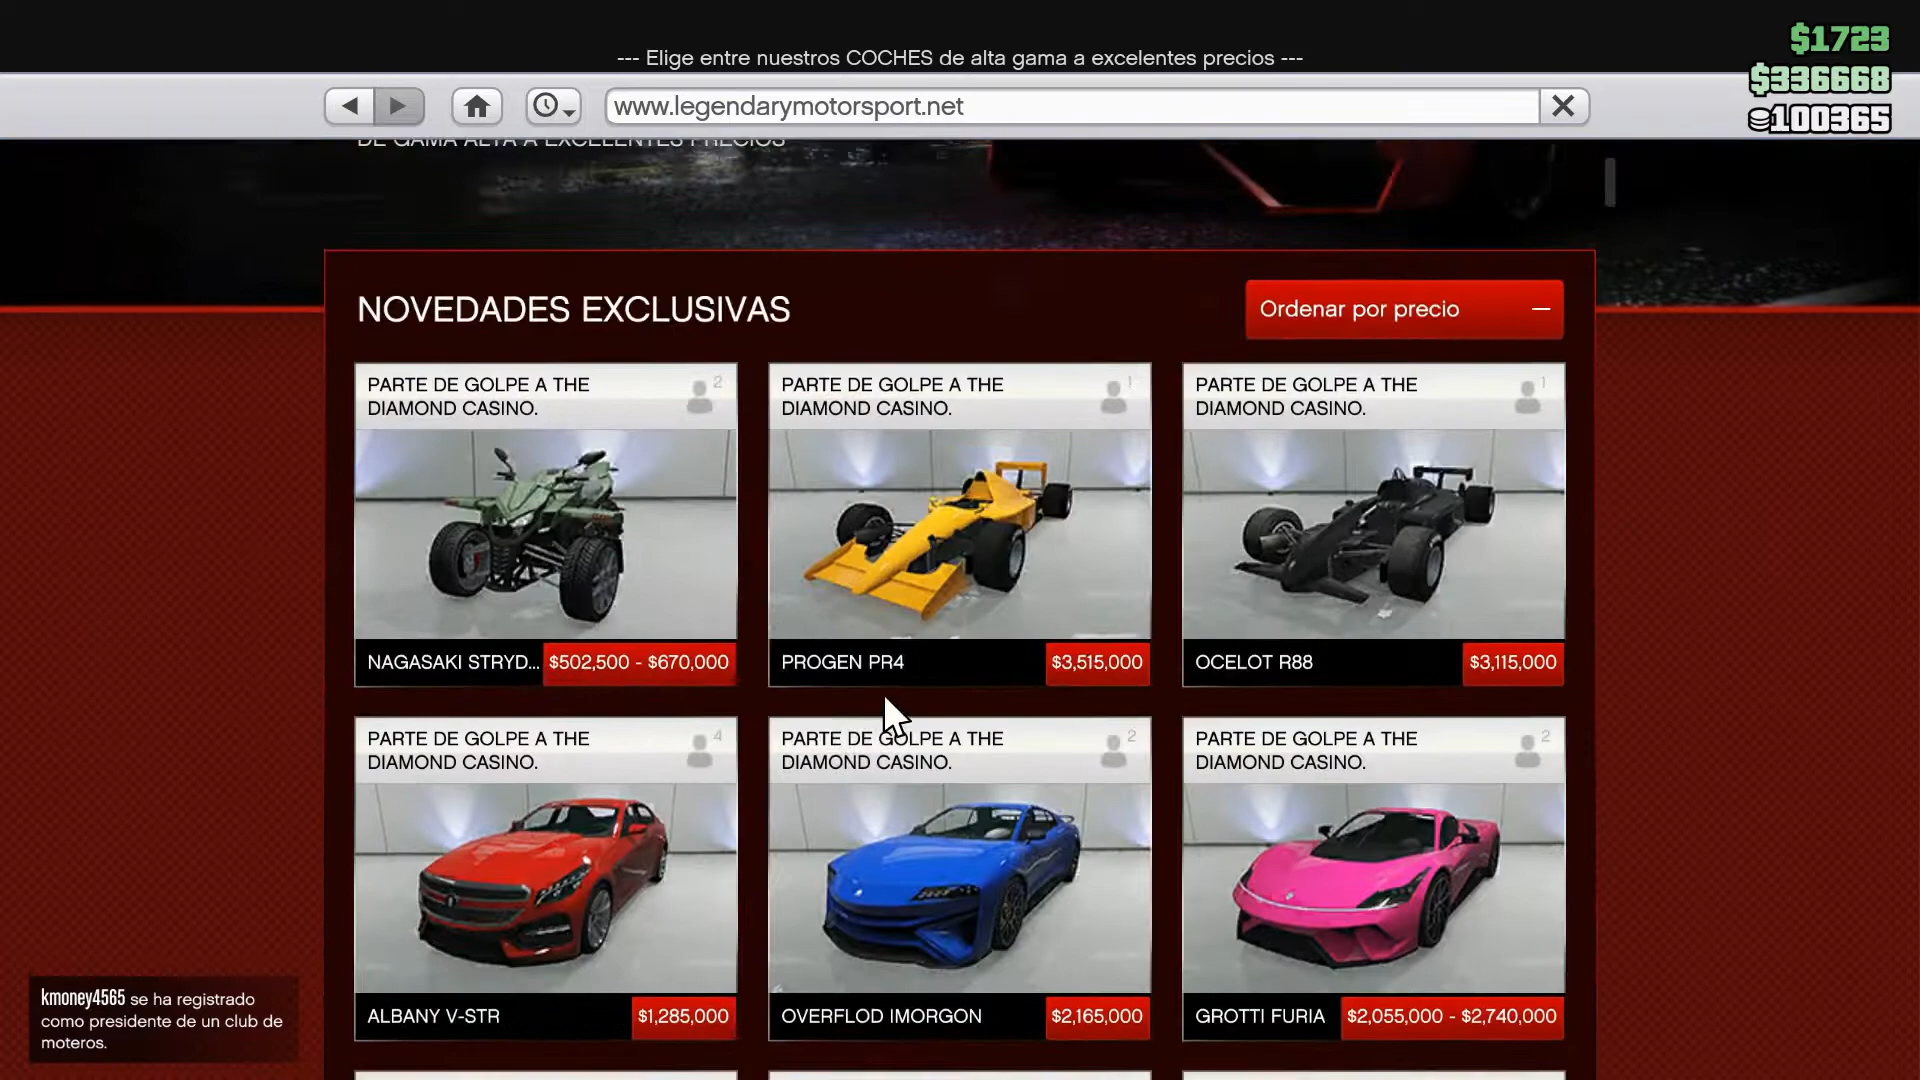 --- Elige entre nuestros COCHES de alta gama a excelentes precios ---
$1723
$336668
100365
www.legendarymotorsport.net
DE GAMA ALTA A EXCELENTES PRECIOS
NOVEDADES EXCLUSIVAS
Ordenar por precio
PARTE DE GOLPE A THE
DIAMOND CASINO.
2
NAGASAKI STRYD...
$502,500 - $670,000
PARTE DE GOLPE A THE
DIAMOND CASINO.
1
PROGEN PR4
$3,515,000
PARTE DE GOLPE A THE
DIAMOND CASINO.
1
OCELOT R88
$3,115,000
PARTE DE GOLPE A THE
DIAMOND CASINO.
4
ALBANY V-STR
$1,285,000
PARTE DE GOLPE A THE
DIAMOND CASINO.
2
OVERFLOD IMORGON
$2,165,000
PARTE DE GOLPE A THE
DIAMOND CASINO.
2
GROTTI FURIA
$2,055,000 - $2,740,000
kmoney4565 se ha registrado
como presidente de un club de
moteros.